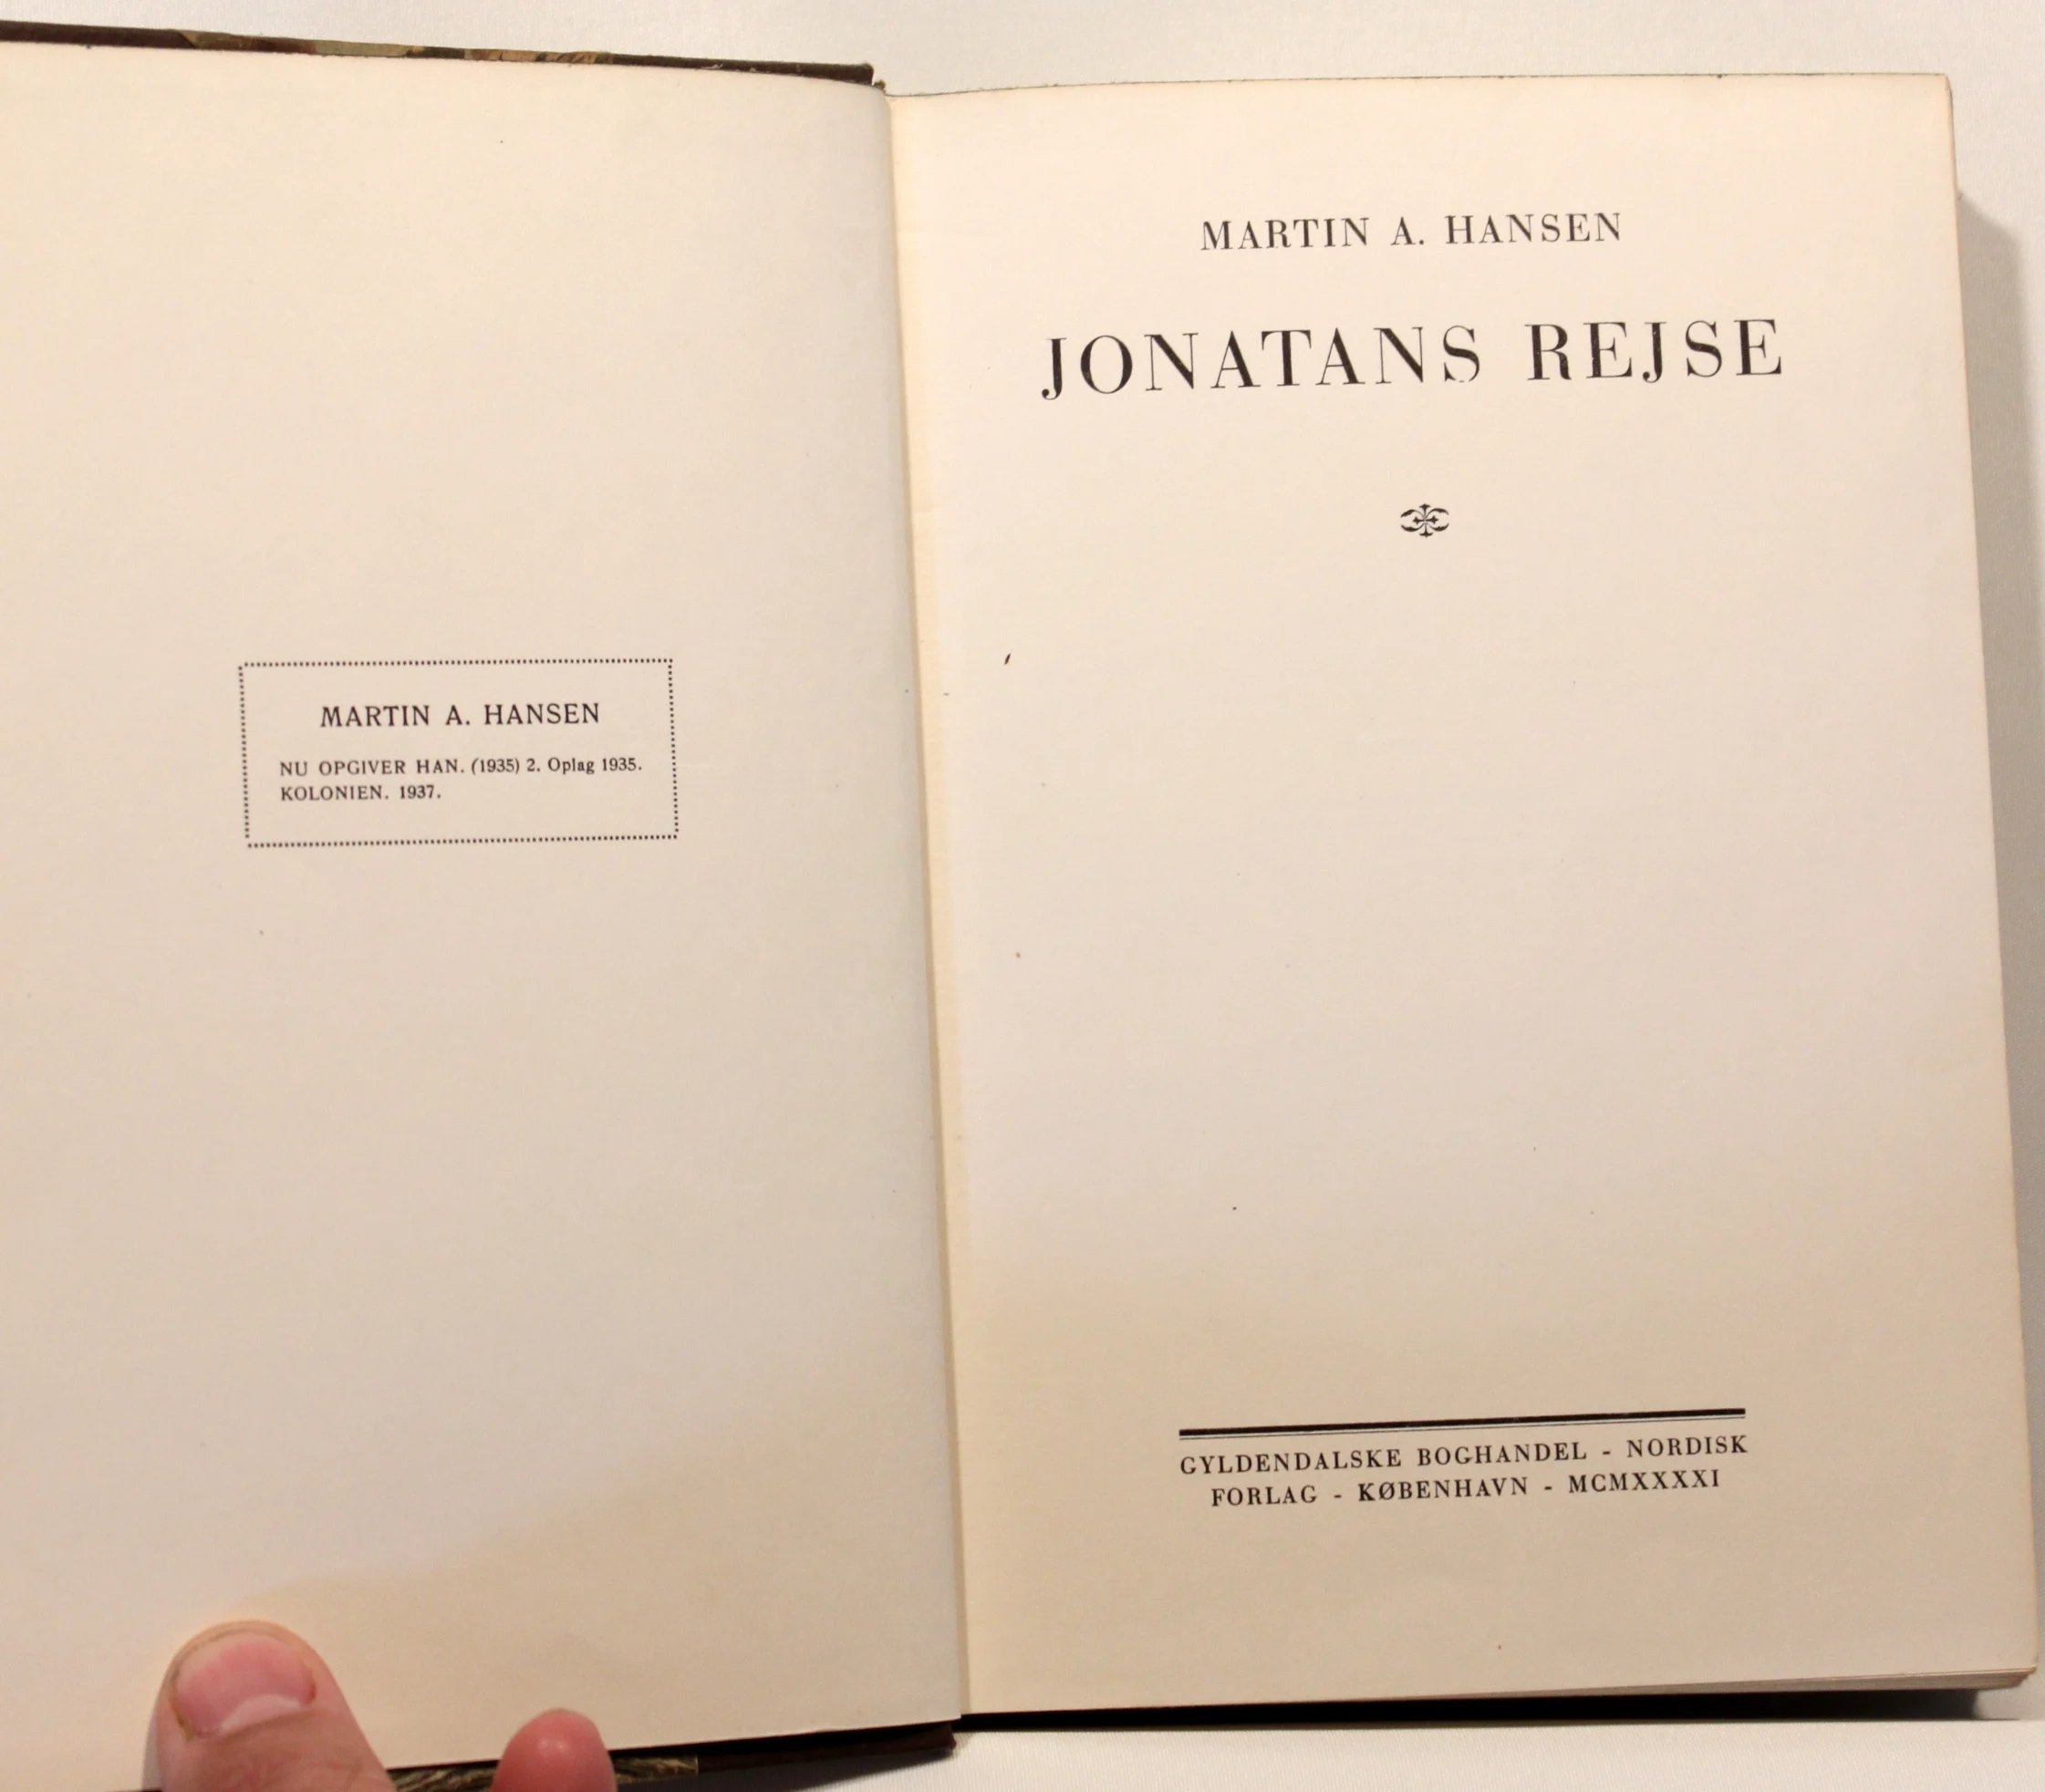 MARTIN A. HANSEN
NU OPGIVER HAN. (1935) 2. Oplag 1935.
KOLONIEN. 1937.
MARTIN A. HANSEN
JONATANS REJSE
GYLDENDALSKE BOGHANDEL - NORDISK
FORLAG - KØBENHAVN - MCMXXXXI